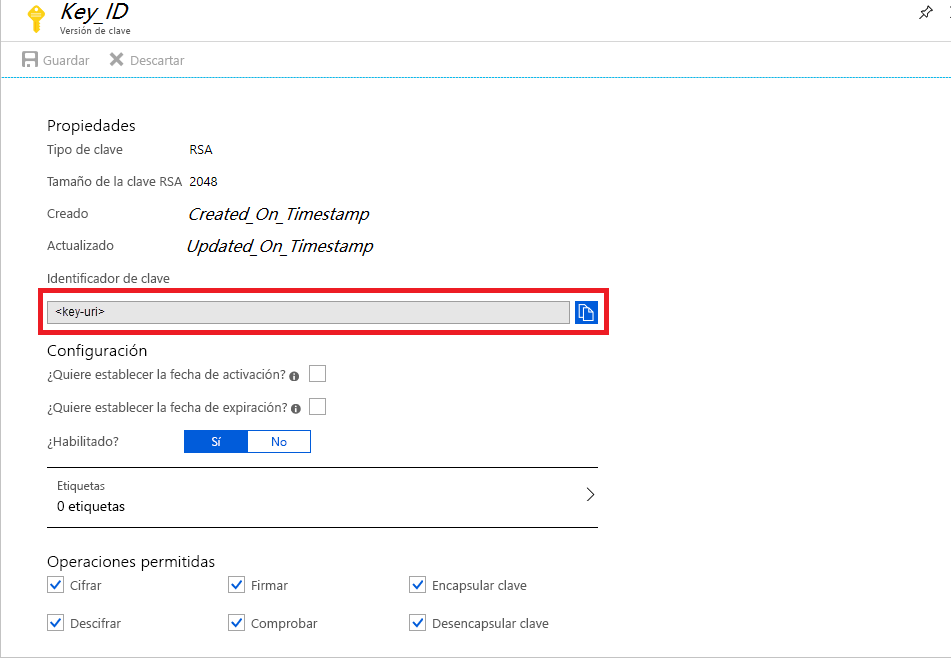 Key_ID
Versión de clave
Guardar Descartar
Propiedades
Tipo de clave RSA
Tamaño de la clave RSA 2048
Creado Created_On_Timestamp
Actualizado Updated_On_Timestamp
Identificador de clave
<key-uri>
Configuración
¿Quiere establecer la fecha de activación?
¿Quiere establecer la fecha de expiración?
¿Habilitado? Sí No
Etiquetas
0 etiquetas
Operaciones permitidas
Cifrar Firmar Encapsular clave
Descifrar Comprobar Desencapsular clave